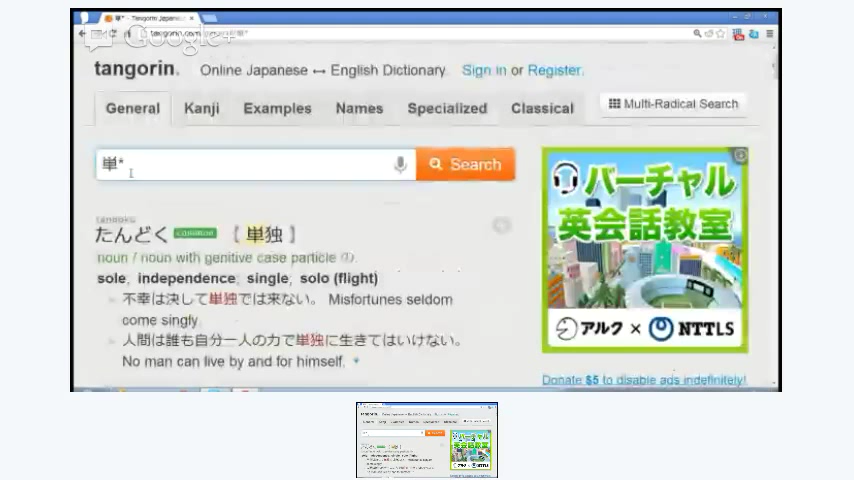 単* - Tangorin Japanes
Google+
tangorin.com
tangorin. Online Japanese ↔ English Dictionary. Sign in or Register.
General Kanji Examples Names Specialized Classical Multi-Radical Search
単* Search
tandoku
たんどく common 【 単独 】
noun / noun with genitive case particle ①.
sole, independence; single; solo (flight)
不幸は決して単独では来ない。 Misfortunes seldom
come singly.
人間は誰も自分一人の力で単独に生きてはいけない。
No man can live by and for himself.
バーチャル
英会話教室
アルク × NTTLS
Donate $5 to disable ads indefinitely!